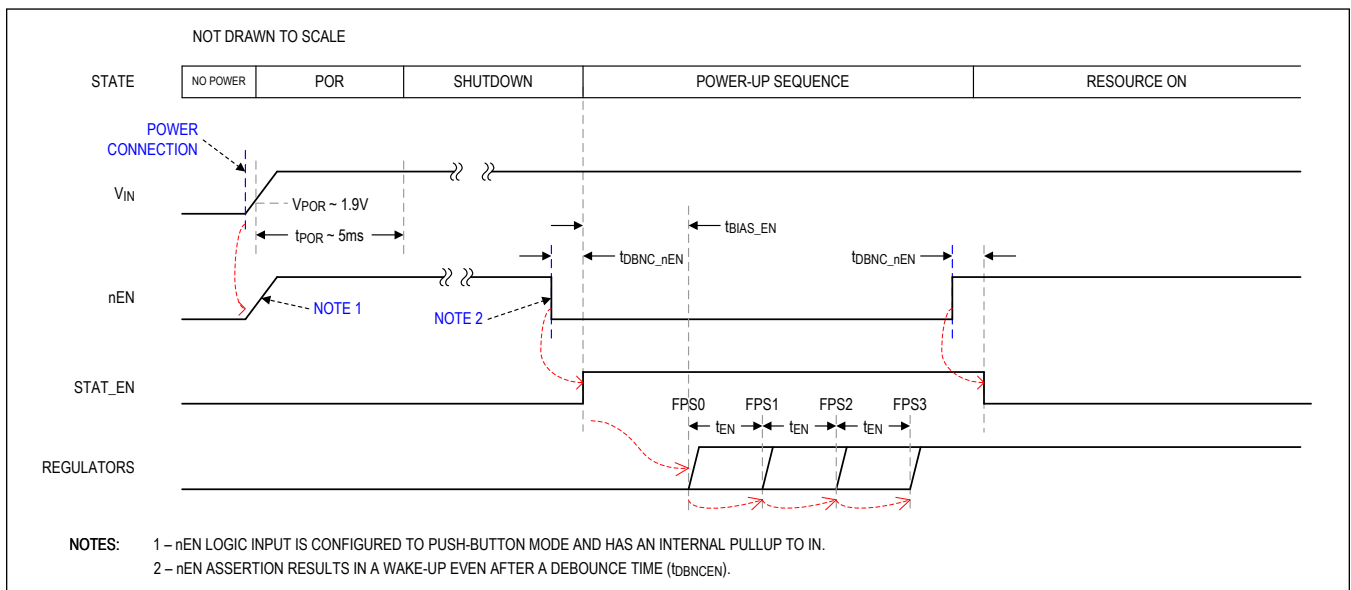 NOT DRAWN TO SCALE
STATE NO POWER POR SHUTDOWN POWER-UP SEQUENCE RESOURCE ON
POWER
CONNECTION
VIN
VPOR ~ 1.9V
tBIAS_EN
tPOR ~ 5ms
tDBNC_nEN
tDBNC_nEN
nEN
NOTE 1
NOTE 2
STAT_EN
FPS0 FPS1 FPS2 FPS3
tEN tEN tEN
REGULATORS
NOTES: 1 – nEN LOGIC INPUT IS CONFIGURED TO PUSH-BUTTON MODE AND HAS AN INTERNAL PULLUP TO IN.
2 – nEN ASSERTION RESULTS IN A WAKE-UP EVEN AFTER A DEBOUNCE TIME (tDBNCEN).